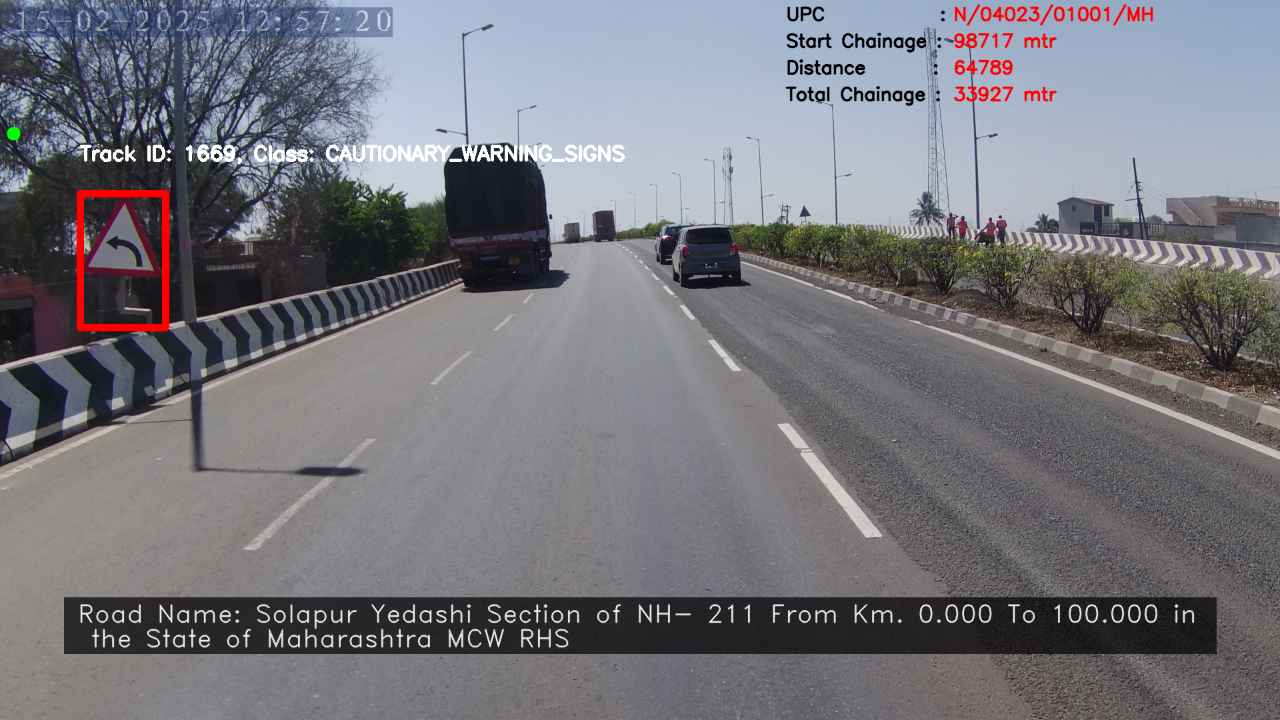 15-02-2025 12:57:20
UPC : N/04023/01001/MH
Start Chainage : 98717 mtr
Distance : 64789
Total Chainage : 33927 mtr
Track ID: 1669, Class: CAUTIONARY_WARNING_SIGNS
Road Name: Solapur Yedashi Section of NH- 211 From Km. 0.000 To 100.000 in
the State of Maharashtra MCW RHS